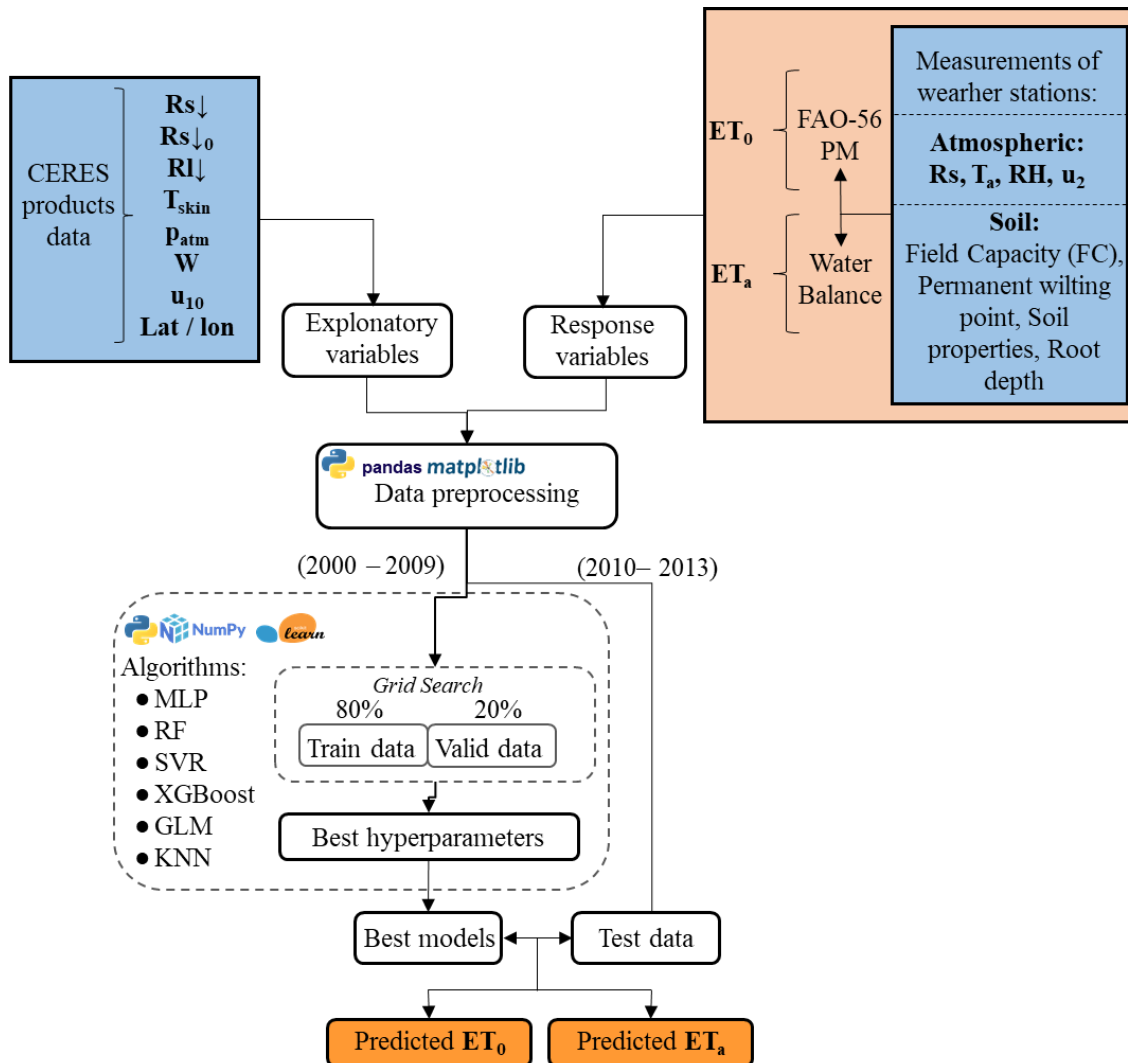 CERES
products
data
Rs↓
Rs↓₀
Rl↓
Tₛₖᵢₙ
pₐₜₘ
W
u₁₀
Lat / lon
ET₀
FAO-56
PM
ETₐ
Water
Balance
Measurements of
wearher stations:
Atmospheric:
Rs, Tₐ, RH, u₂
Soil:
Field Capacity (FC),
Permanent wilting
point, Soil
properties, Root
depth
Explonatory
variables
Response
variables
pandas matplotlib
Data preprocessing
(2000 – 2009)
(2010– 2013)
NumPy learn
Algorithms:
● MLP
● RF
● SVR
● XGBoost
● GLM
● KNN
Grid Search
80% 20%
Train data Valid data
Best hyperparameters
Best models
Test data
Predicted ET₀
Predicted ETₐ